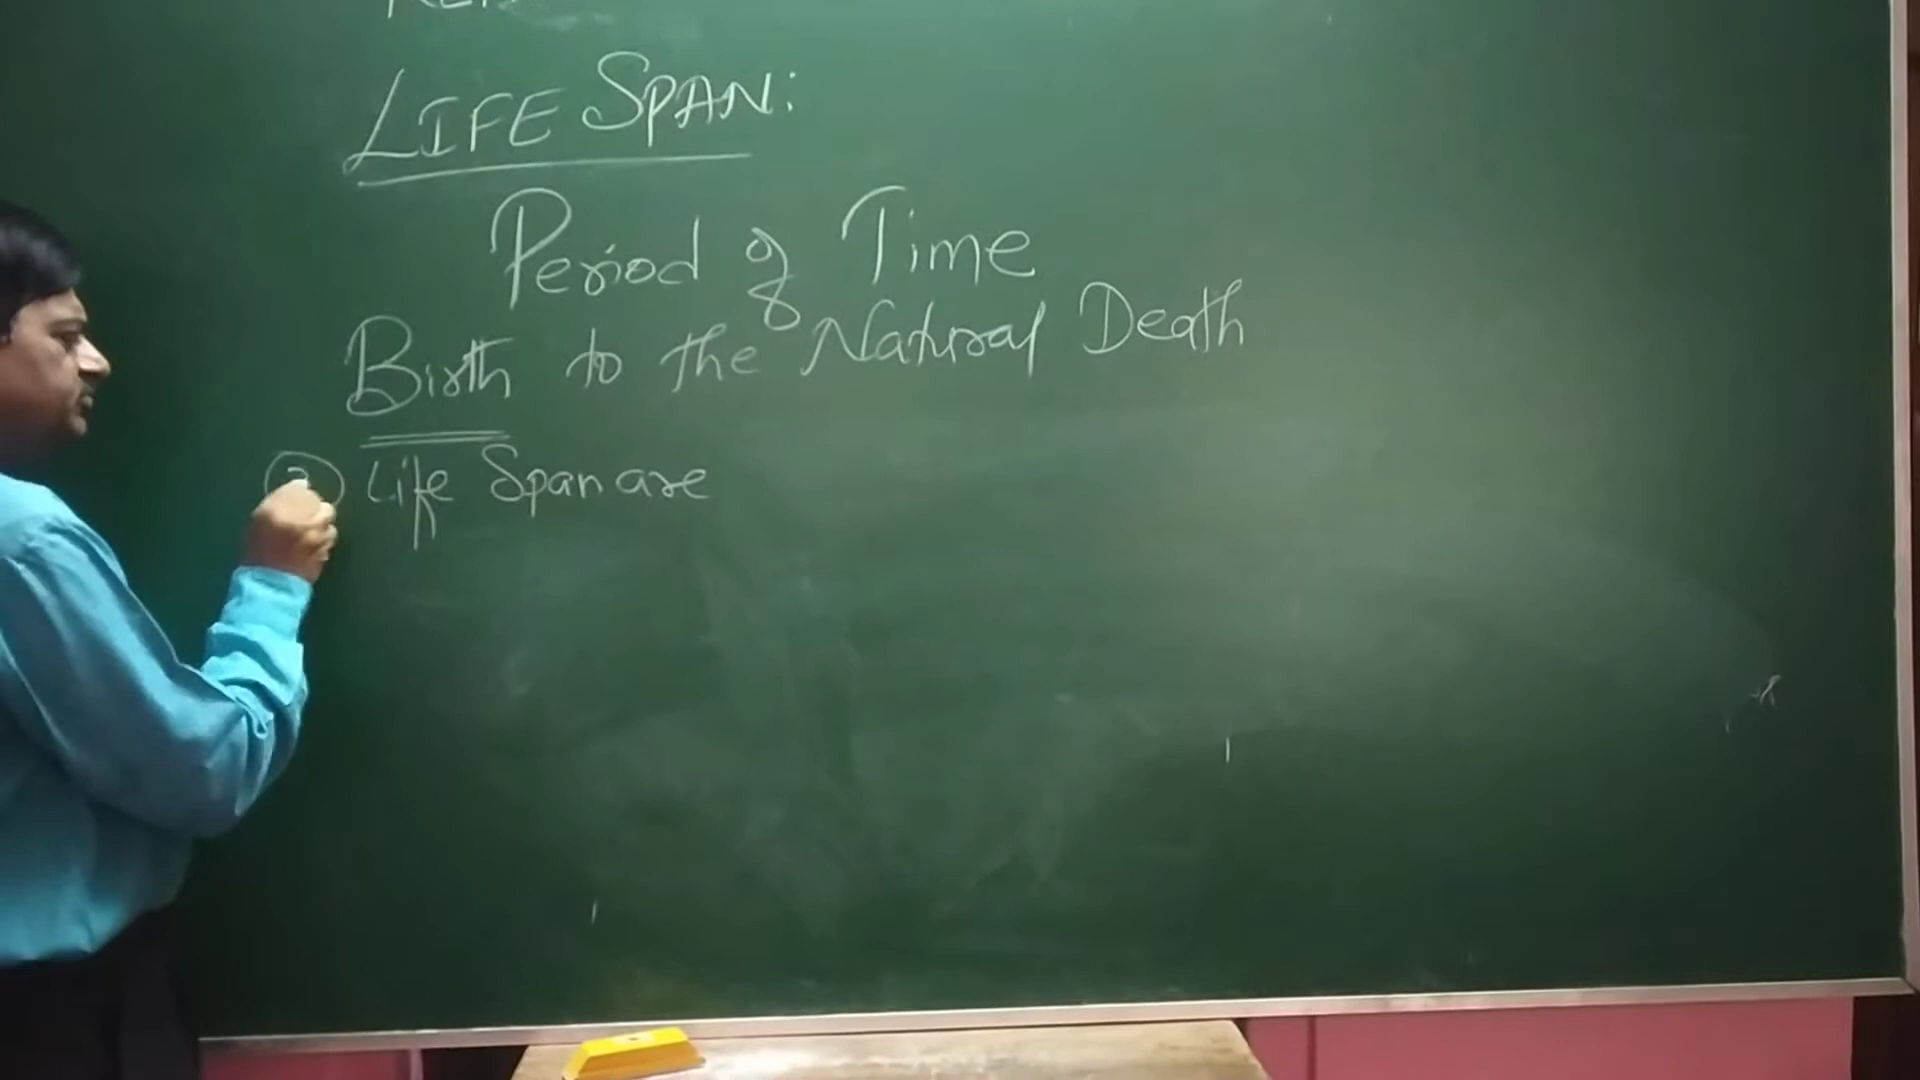 LIFE SPAN:
Period of Time
Birth to the Natural Death
Life Span are